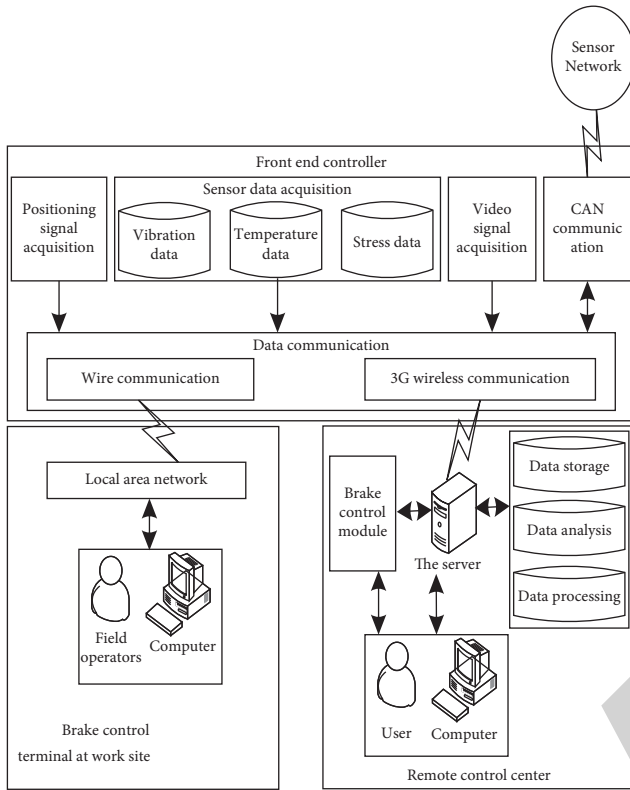 Sensor
Network
Front end controller
Positioning
signal
acquisition
Sensor data acquisition
Vibration
data
Temperature
data
Stress data
Video
signal
acquisition
CAN
communic
ation
Data communication
Wire communication
3G wireless communication
Local area network
Field
operators
Computer
Brake control
terminal at work site
Brake
control
module
The server
Data storage
Data analysis
Data processing
User
Computer
Remote control center